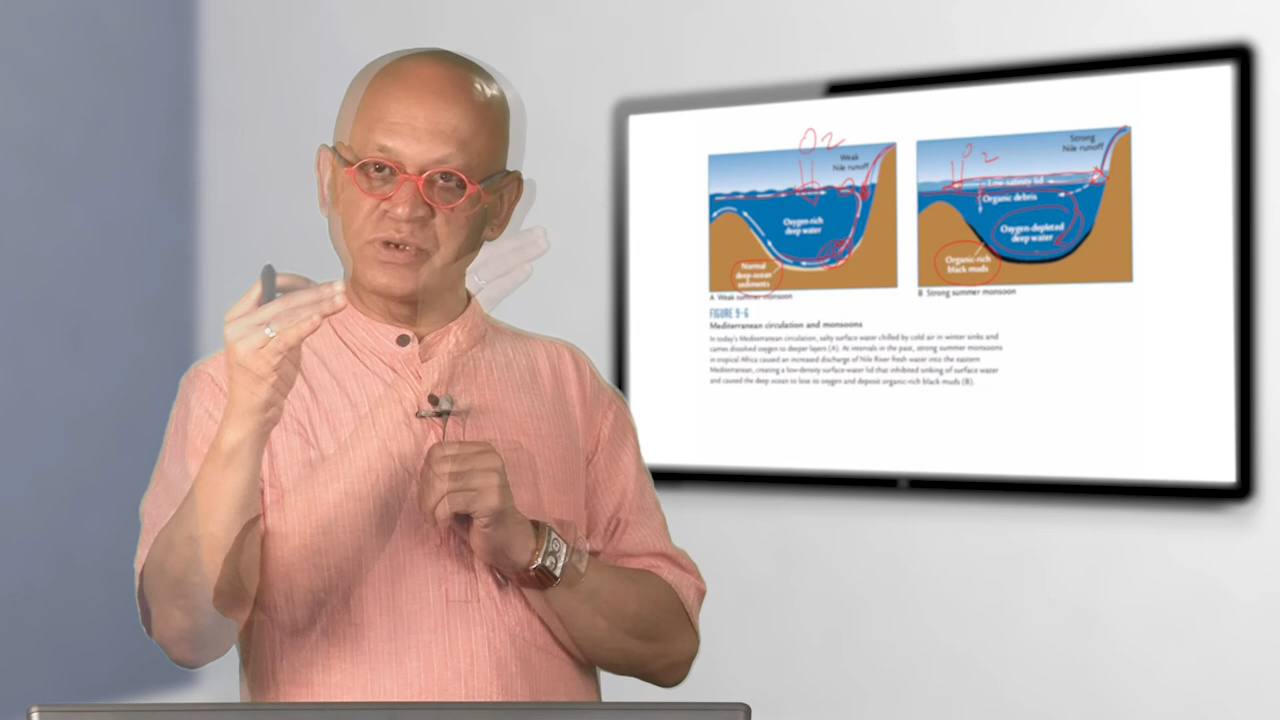 O2
Weak
Nile runoff
Oxygen-rich
deep water
Normal
deep-ocean
sediments
A Weak summer monsoon
O2
Strong
Nile runoff
Low-salinity lid
Organic debris
Oxygen-depleted
deep water
Organic-rich
black muds
B Strong summer monsoon
FIGURE 9-6
Mediterranean circulation and monsoons
In today's Mediterranean circulation, salty surface water chilled by cold air in winter sinks and
carries dissolved oxygen to deeper layers (A). At intervals in the past, strong summer monsoons
in tropical Africa caused an increased discharge of Nile River fresh water into the eastern
Mediterranean, creating a low-density surface-water lid that inhibited sinking of surface water
and caused the deep ocean to lose its oxygen and deposit organic-rich black muds (B).